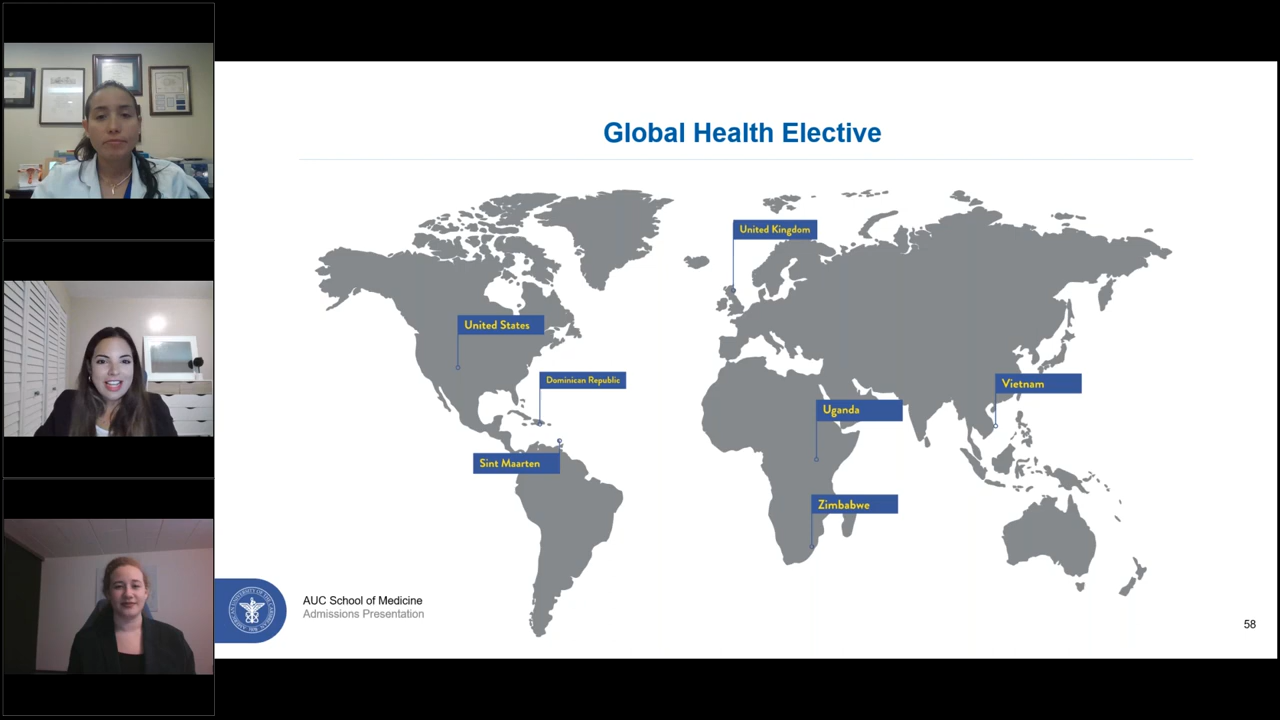 Global Health Elective
United Kingdom
United States
Dominican Republic
Vietnam
Uganda
Sint Maarten
Zimbabwe
AUC School of Medicine
Admissions Presentation
58